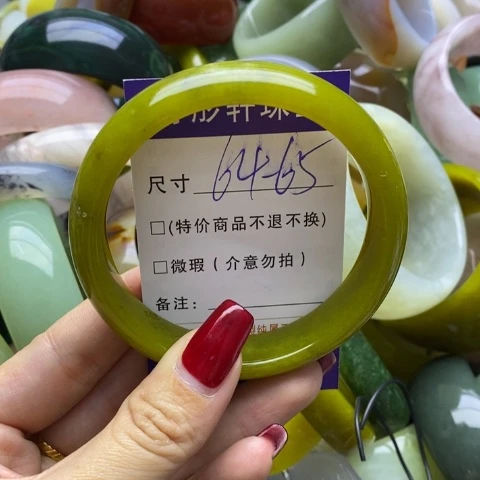 尺寸 64-65
□(特价商品不退不换)
□微瑕(介意勿拍)
备注: